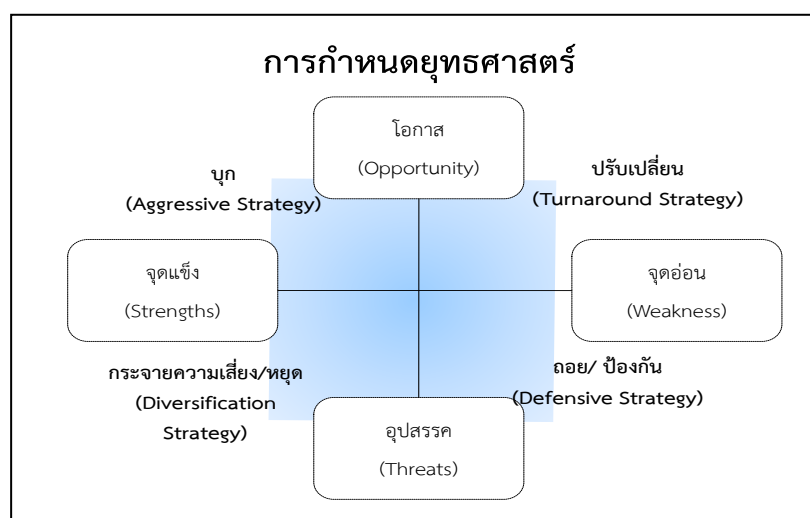 การกำหนดยุทธศาสตร์
โอกาส
(Opportunity)
บุก
(Aggressive Strategy)
ปรับเปลี่ยน
(Turnaround Strategy)
จุดแข็ง
(Strengths)
จุดอ่อน
(Weakness)
กระจายความเสี่ยง/หยุด
(Diversification
Strategy)
ถอย/ ป้องกัน
(Defensive Strategy)
อุปสรรค
(Threats)